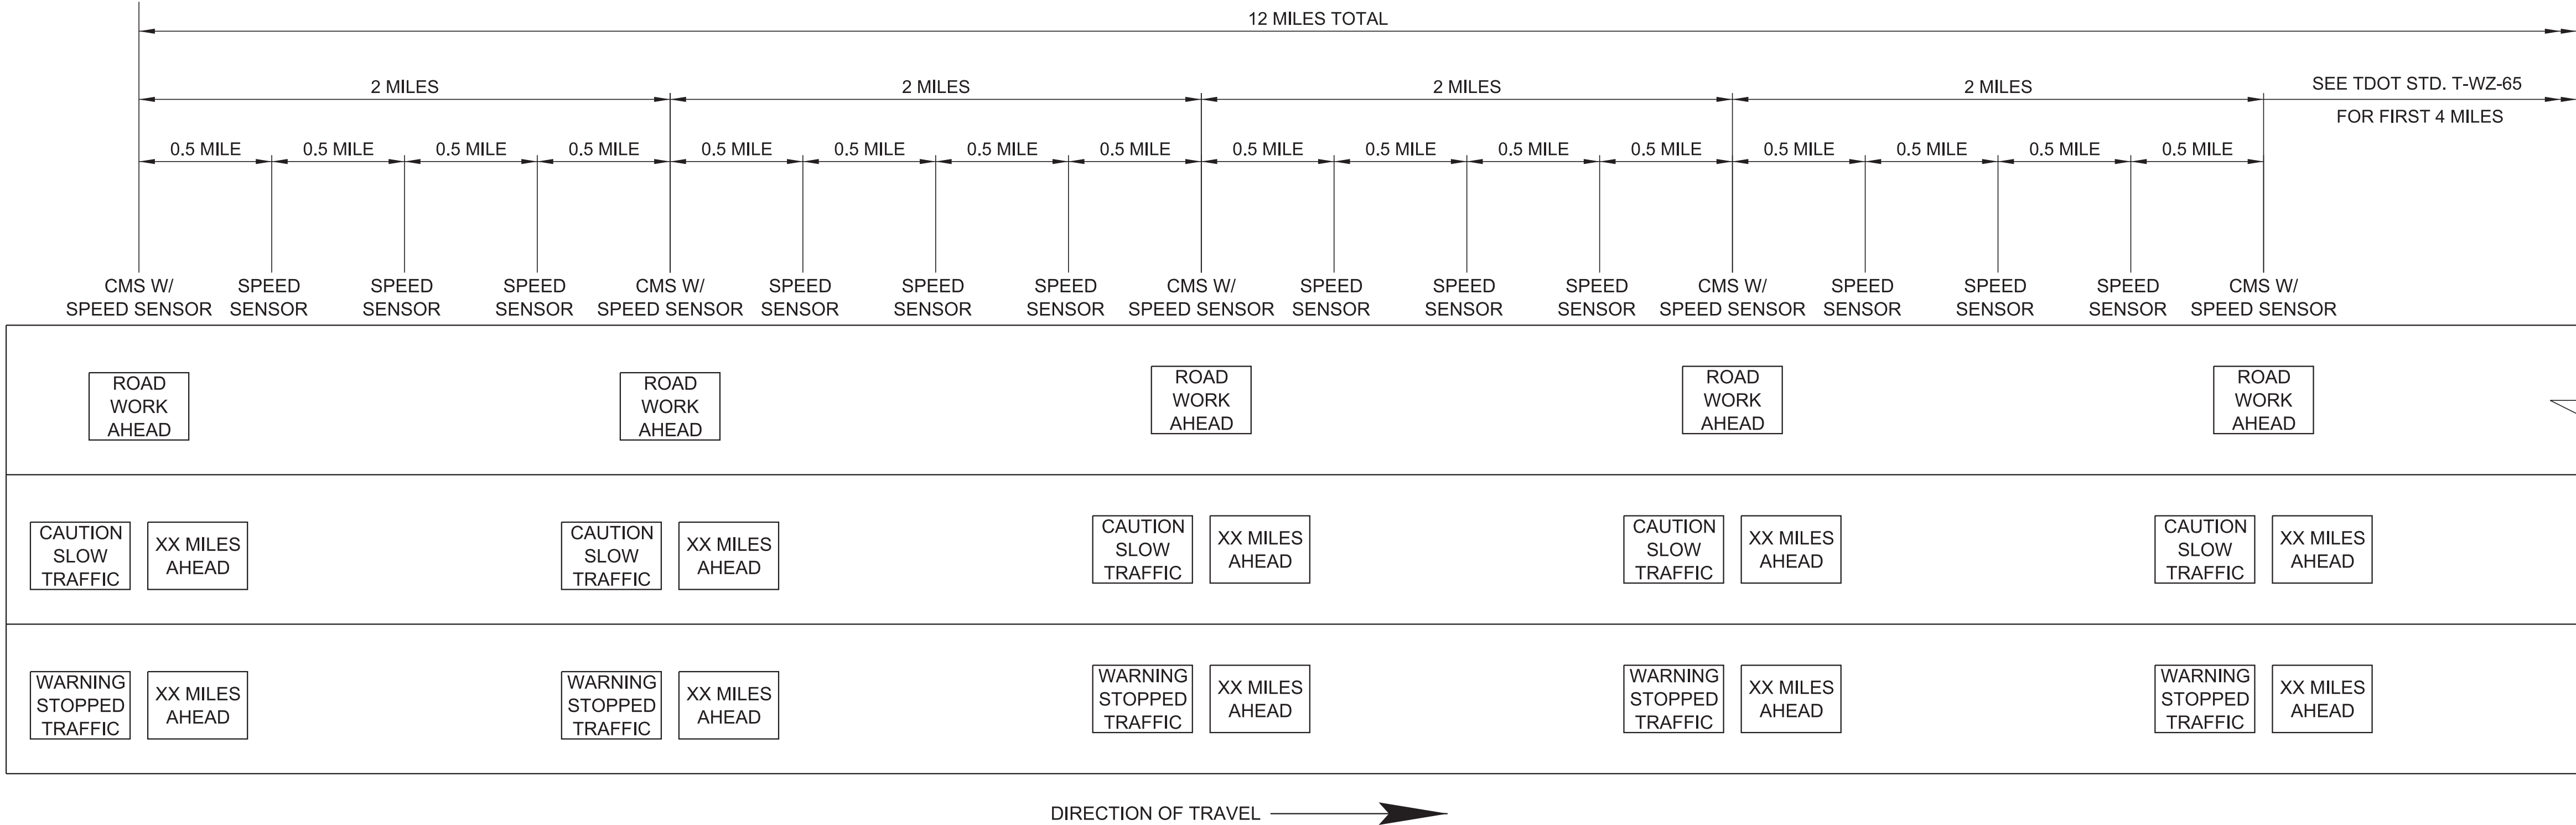 12 MILES TOTAL
2 MILES 2 MILES 2 MILES 2 MILES SEE TDOT STD. T-WZ-65
FOR FIRST 4 MILES
0.5 MILE 0.5 MILE 0.5 MILE 0.5 MILE 0.5 MILE 0.5 MILE 0.5 MILE 0.5 MILE 0.5 MILE 0.5 MILE 0.5 MILE 0.5 MILE 0.5 MILE 0.5 MILE 0.5 MILE 0.5 MILE
CMS W/
SPEED SENSOR
SPEED
SENSOR
SPEED
SENSOR
SPEED
SENSOR
CMS W/
SPEED SENSOR
SPEED
SENSOR
SPEED
SENSOR
SPEED
SENSOR
CMS W/
SPEED SENSOR
SPEED
SENSOR
SPEED
SENSOR
SPEED
SENSOR
CMS W/
SPEED SENSOR
SPEED
SENSOR
SPEED
SENSOR
SPEED
SENSOR
CMS W/
SPEED SENSOR
ROAD
WORK
AHEAD
ROAD
WORK
AHEAD
ROAD
WORK
AHEAD
ROAD
WORK
AHEAD
ROAD
WORK
AHEAD
CAUTION
SLOW
TRAFFIC
XX MILES
AHEAD
CAUTION
SLOW
TRAFFIC
XX MILES
AHEAD
CAUTION
SLOW
TRAFFIC
XX MILES
AHEAD
CAUTION
SLOW
TRAFFIC
XX MILES
AHEAD
CAUTION
SLOW
TRAFFIC
XX MILES
AHEAD
WARNING
STOPPED
TRAFFIC
XX MILES
AHEAD
WARNING
STOPPED
TRAFFIC
XX MILES
AHEAD
WARNING
STOPPED
TRAFFIC
XX MILES
AHEAD
WARNING
STOPPED
TRAFFIC
XX MILES
AHEAD
WARNING
STOPPED
TRAFFIC
XX MILES
AHEAD
DIRECTION OF TRAVEL